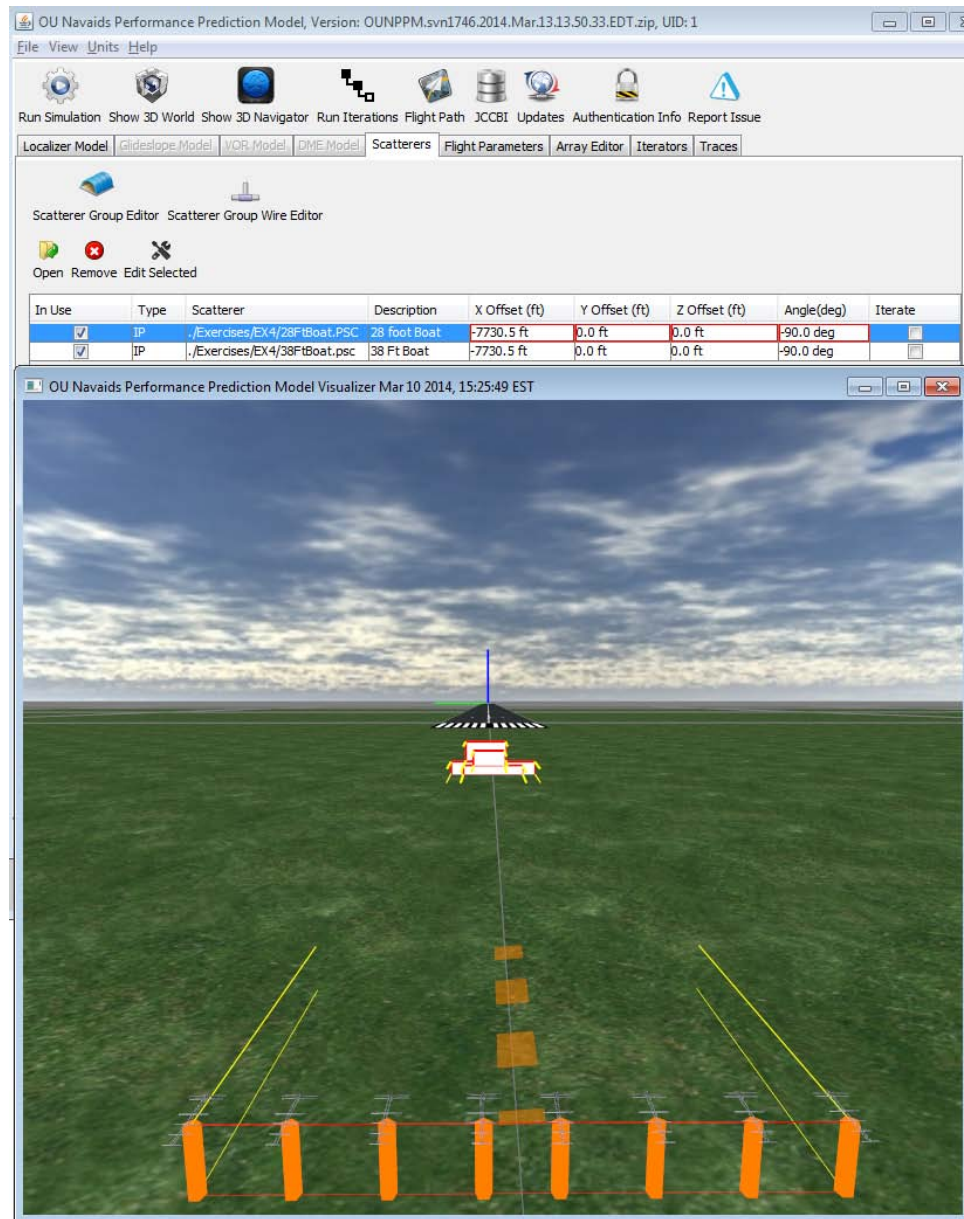 OU Navaids Performance Prediction Model, Version: OUNPPM.svn1746.2014.Mar.13.13.50.33.EDT.zip, UID: 1
File View Units Help
Run Simulation Show 3D World Show 3D Navigator Run Iterations Flight Path JCCBI Updates Authentication Info Report Issue
Localizer Model Glideslope Model VOR Model DME Model Scatterers Flight Parameters Array Editor Iterators Traces
Scatterer Group Editor Scatterer Group Wire Editor
Open Remove Edit Selected
In Use Type Scatterer Description X Offset (ft) Y Offset (ft) Z Offset (ft) Angle(deg) Iterate
IP ./Exercises/EX4/28FtBoat.PSC 28 foot Boat -7730.5 ft 0.0 ft 0.0 ft -90.0 deg
IP ./Exercises/EX4/38FtBoat.psc 38 Ft Boat -7730.5 ft 0.0 ft 0.0 ft -90.0 deg
OU Navaids Performance Prediction Model Visualizer Mar 10 2014, 15:25:49 EST